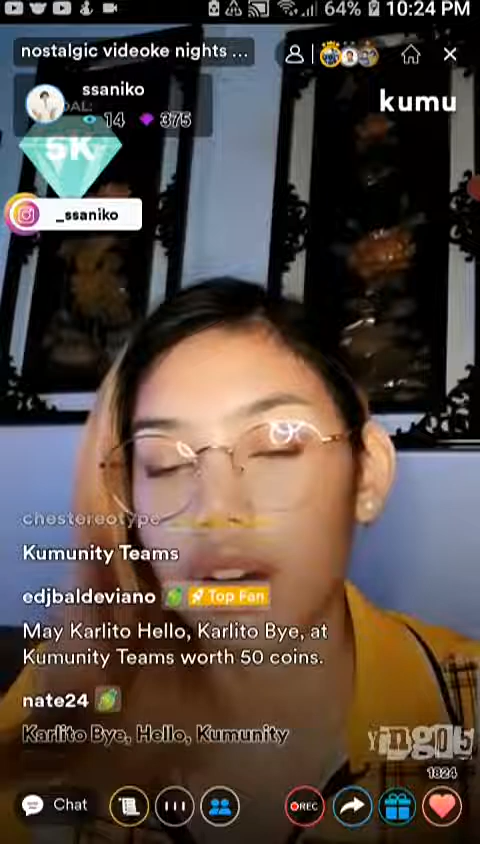 64% 10:24 PM
nostalgic videoke nights ...
ssaniko
kumu
OAL:
14 375
5K
_ssaniko
chestereotype
Kumunity Teams
edjbaldeviano Top Fan
May Karlito Hello, Karlito Bye, at
Kumunity Teams worth 50 coins.
nate24
Karlito Bye, Hello, Kumunity
1824
Chat
REC